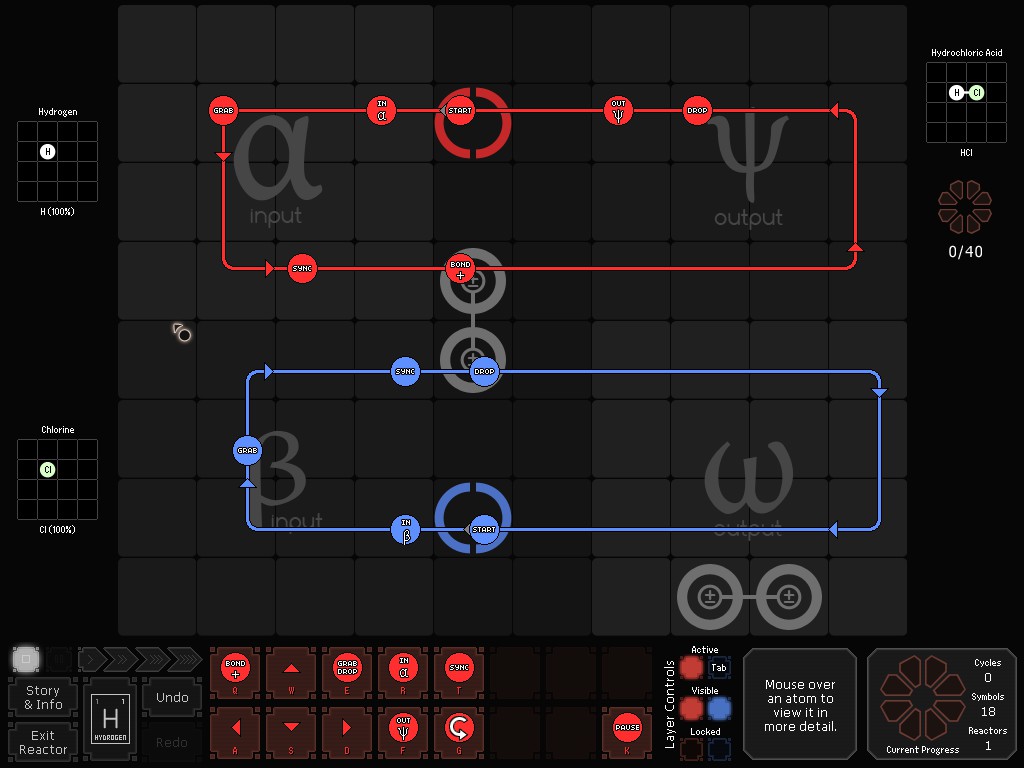 Hydrochloric Acid
H
Cl
HCl
0/40
Hydrogen
H
H (100%)
Chlorine
Cl
Cl (100%)
GRAB
IN
α
START
OUT
Ψ
DROP
α
input
ψ
output
SYNC
BOND
+
±
±
SYNC
DROP
GRAB
β
input
ω
output
IN
β
START
±
±
Story
& Info
Exit
Reactor
1
1
H
HYDROGEN
Undo
Redo
BOND
+
Q
W
GRAB
DROP
E
IN
α
R
SYNC
T
A
S
D
OUT
Ψ
F
G
PAUSE
K
Layer Controls
Active
Tab
Visible
Locked
Mouse over
an atom to
view it in
more detail.
Cycles
0
Symbols
18
Reactors
1
Current Progress